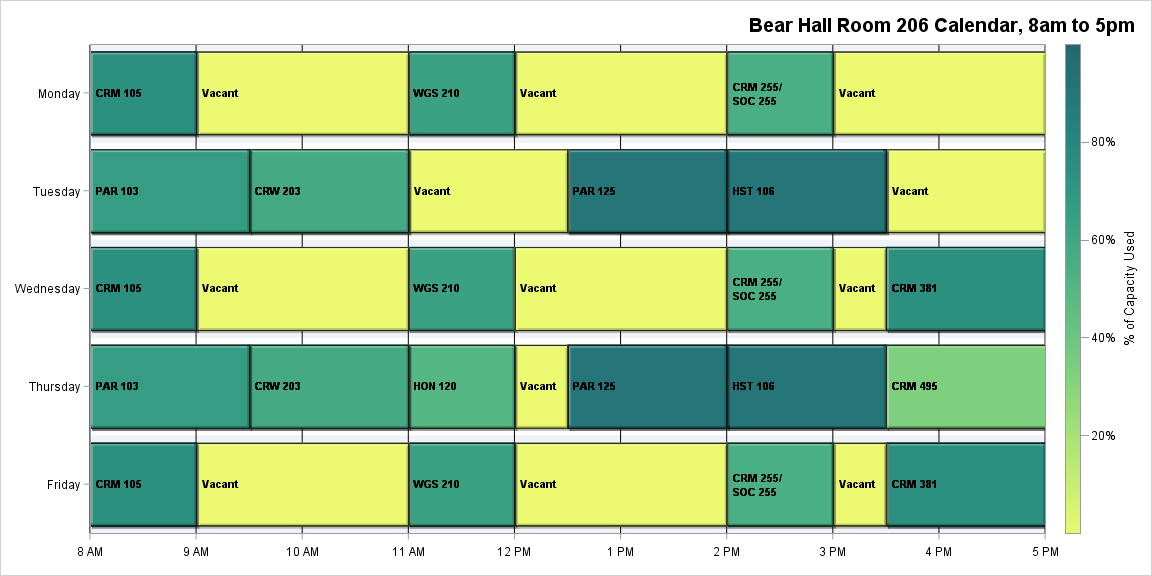 Bear Hall Room 206 Calendar, 8am to 5pm
Monday
CRM 105
Vacant
WGS 210
Vacant
CRM 255/
SOC 255
Vacant
Tuesday
PAR 103
CRW 203
Vacant
PAR 125
HST 106
Vacant
Wednesday
CRM 105
Vacant
WGS 210
Vacant
CRM 255/
SOC 255
Vacant
CRM 381
Thursday
PAR 103
CRW 203
HON 120
Vacant
PAR 125
HST 106
CRM 495
Friday
CRM 105
Vacant
WGS 210
Vacant
CRM 255/
SOC 255
Vacant
CRM 381
8 AM
9 AM
10 AM
11 AM
12 PM
1 PM
2 PM
3 PM
4 PM
5 PM
80%
60%
40%
20%
% of Capacity Used